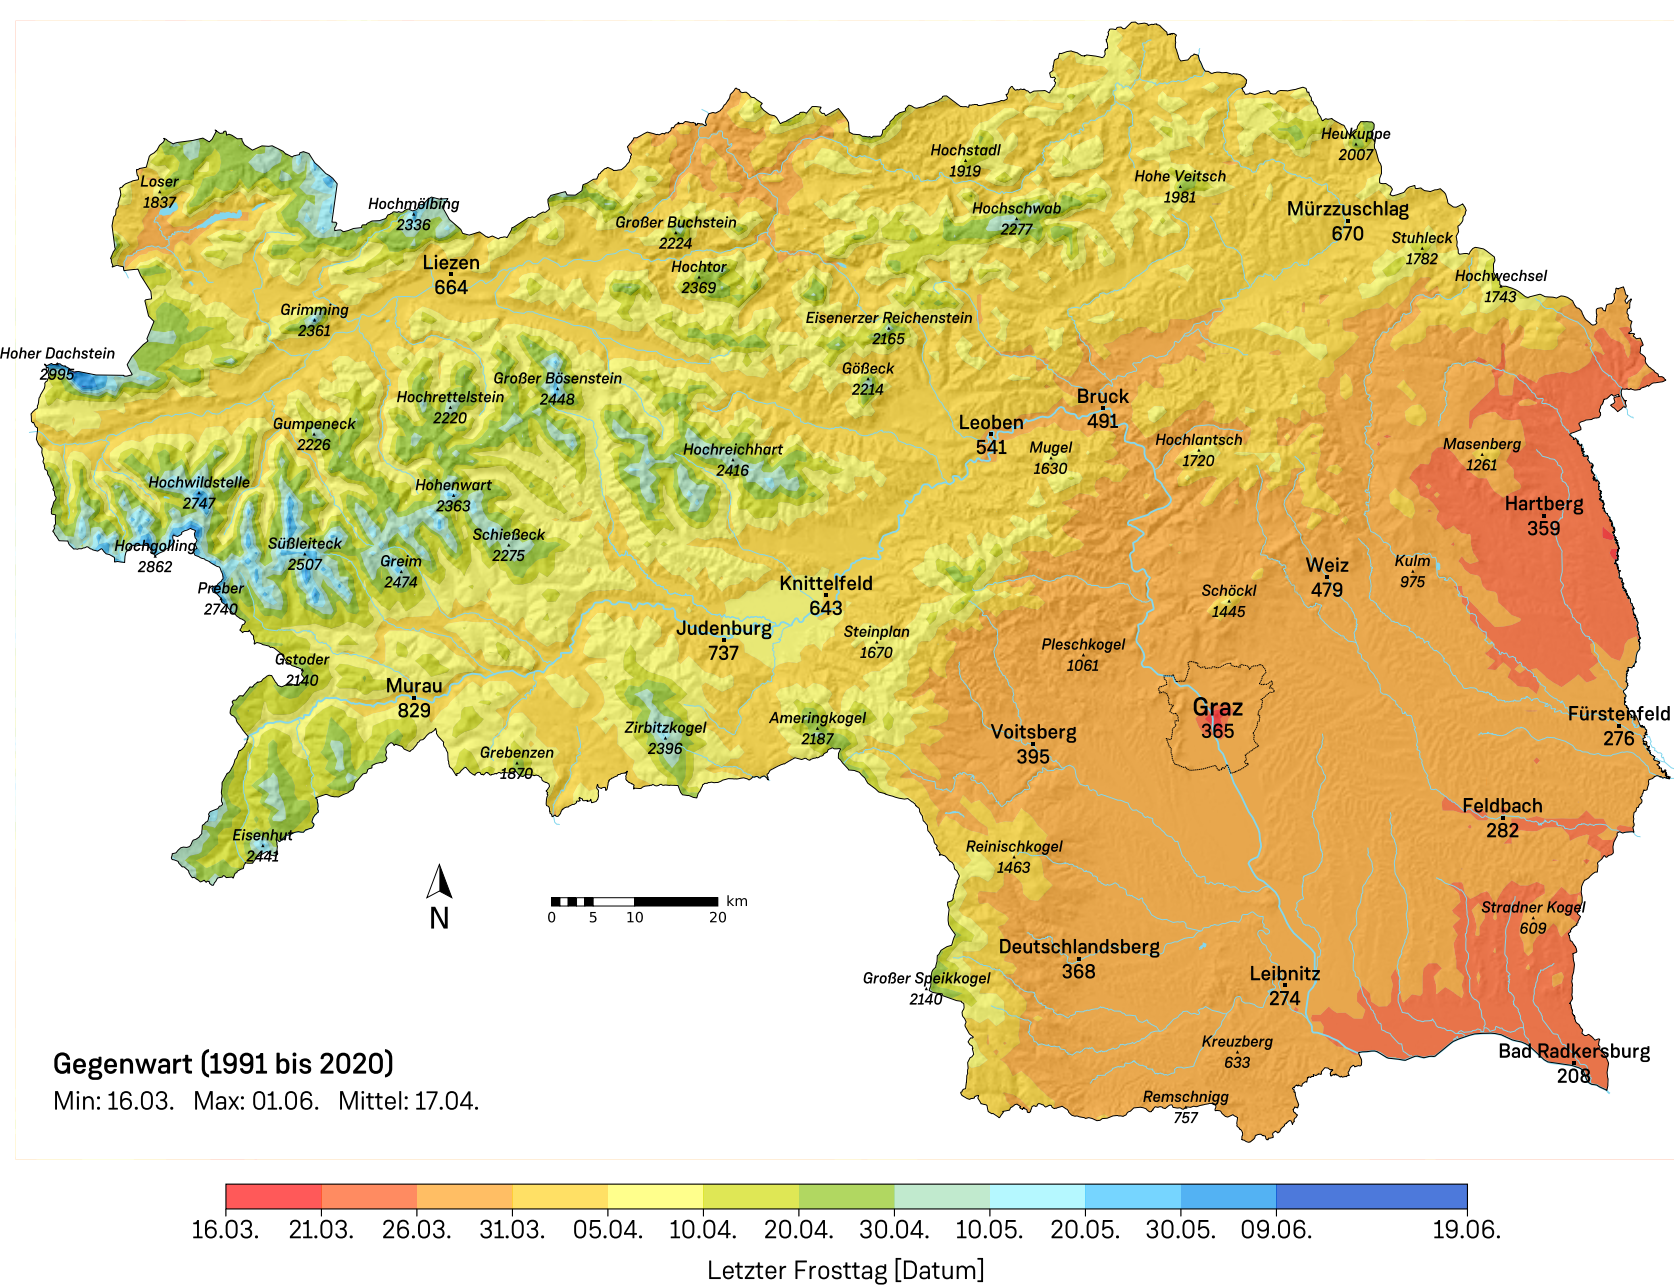 Heukuppe
2007
Hochstadl
1919
Loser
1837
Hohe Veitsch
1981
Hochmölbing
2336
Hochschwab
2277
Mürzzuschlag
670
Großer Buchstein
2224
Stuhleck
1782
Liezen
664
Hochtor
2369
Hochwechsel
1743
Grimming
2361
Eisenerzer Reichenstein
2165
Hoher Dachstein
2995
Gößeck
2214
Großer Bösenstein
2448
Hochrettelstein
2220
Bruck
491
Gumpeneck
2226
Leoben
541
Hochlantsch
1720
Mugel
1630
Masenberg
1261
Hochreichhart
2416
Hochwildstelle
2747
Hohenwart
2363
Hartberg
359
Schießeck
2275
Süßleiteck
2507
Hochgolling
2862
Greim
2474
Weiz
479
Kulm
975
Preber
2740
Knittelfeld
643
Schöckl
1445
Judenburg
737
Steinplan
1670
Pleschkogel
1061
Gstoder
2140
Murau
829
Graz
365
Fürstenfeld
276
Ameringkogel
2187
Zirbitzkogel
2396
Voitsberg
395
Grebenzen
1870
Feldbach
282
Eisenhut
2441
Reinischkogel
1463
km
0 5 10 20
N
Stradner Kogel
609
Deutschlandsberg
368
Großer Speikkogel
2140
Leibnitz
274
Kreuzberg
633
Bad Radkersburg
208
Remschnigg
757
Gegenwart (1991 bis 2020)
Min: 16.03. Max: 01.06. Mittel: 17.04.
16.03. 21.03. 26.03. 31.03. 05.04. 10.04. 20.04. 30.04. 10.05. 20.05. 30.05. 09.06. 19.06.
Letzter Frosttag [Datum]